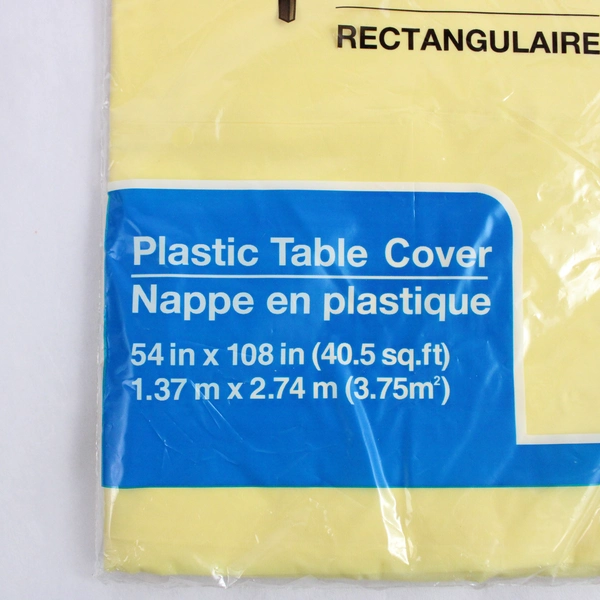 RECTANGULAIRE
Plastic Table Cover
Nappe en plastique
54 in x 108 in (40.5 sq.ft)
1.37 m x 2.74 m (3.75m²)